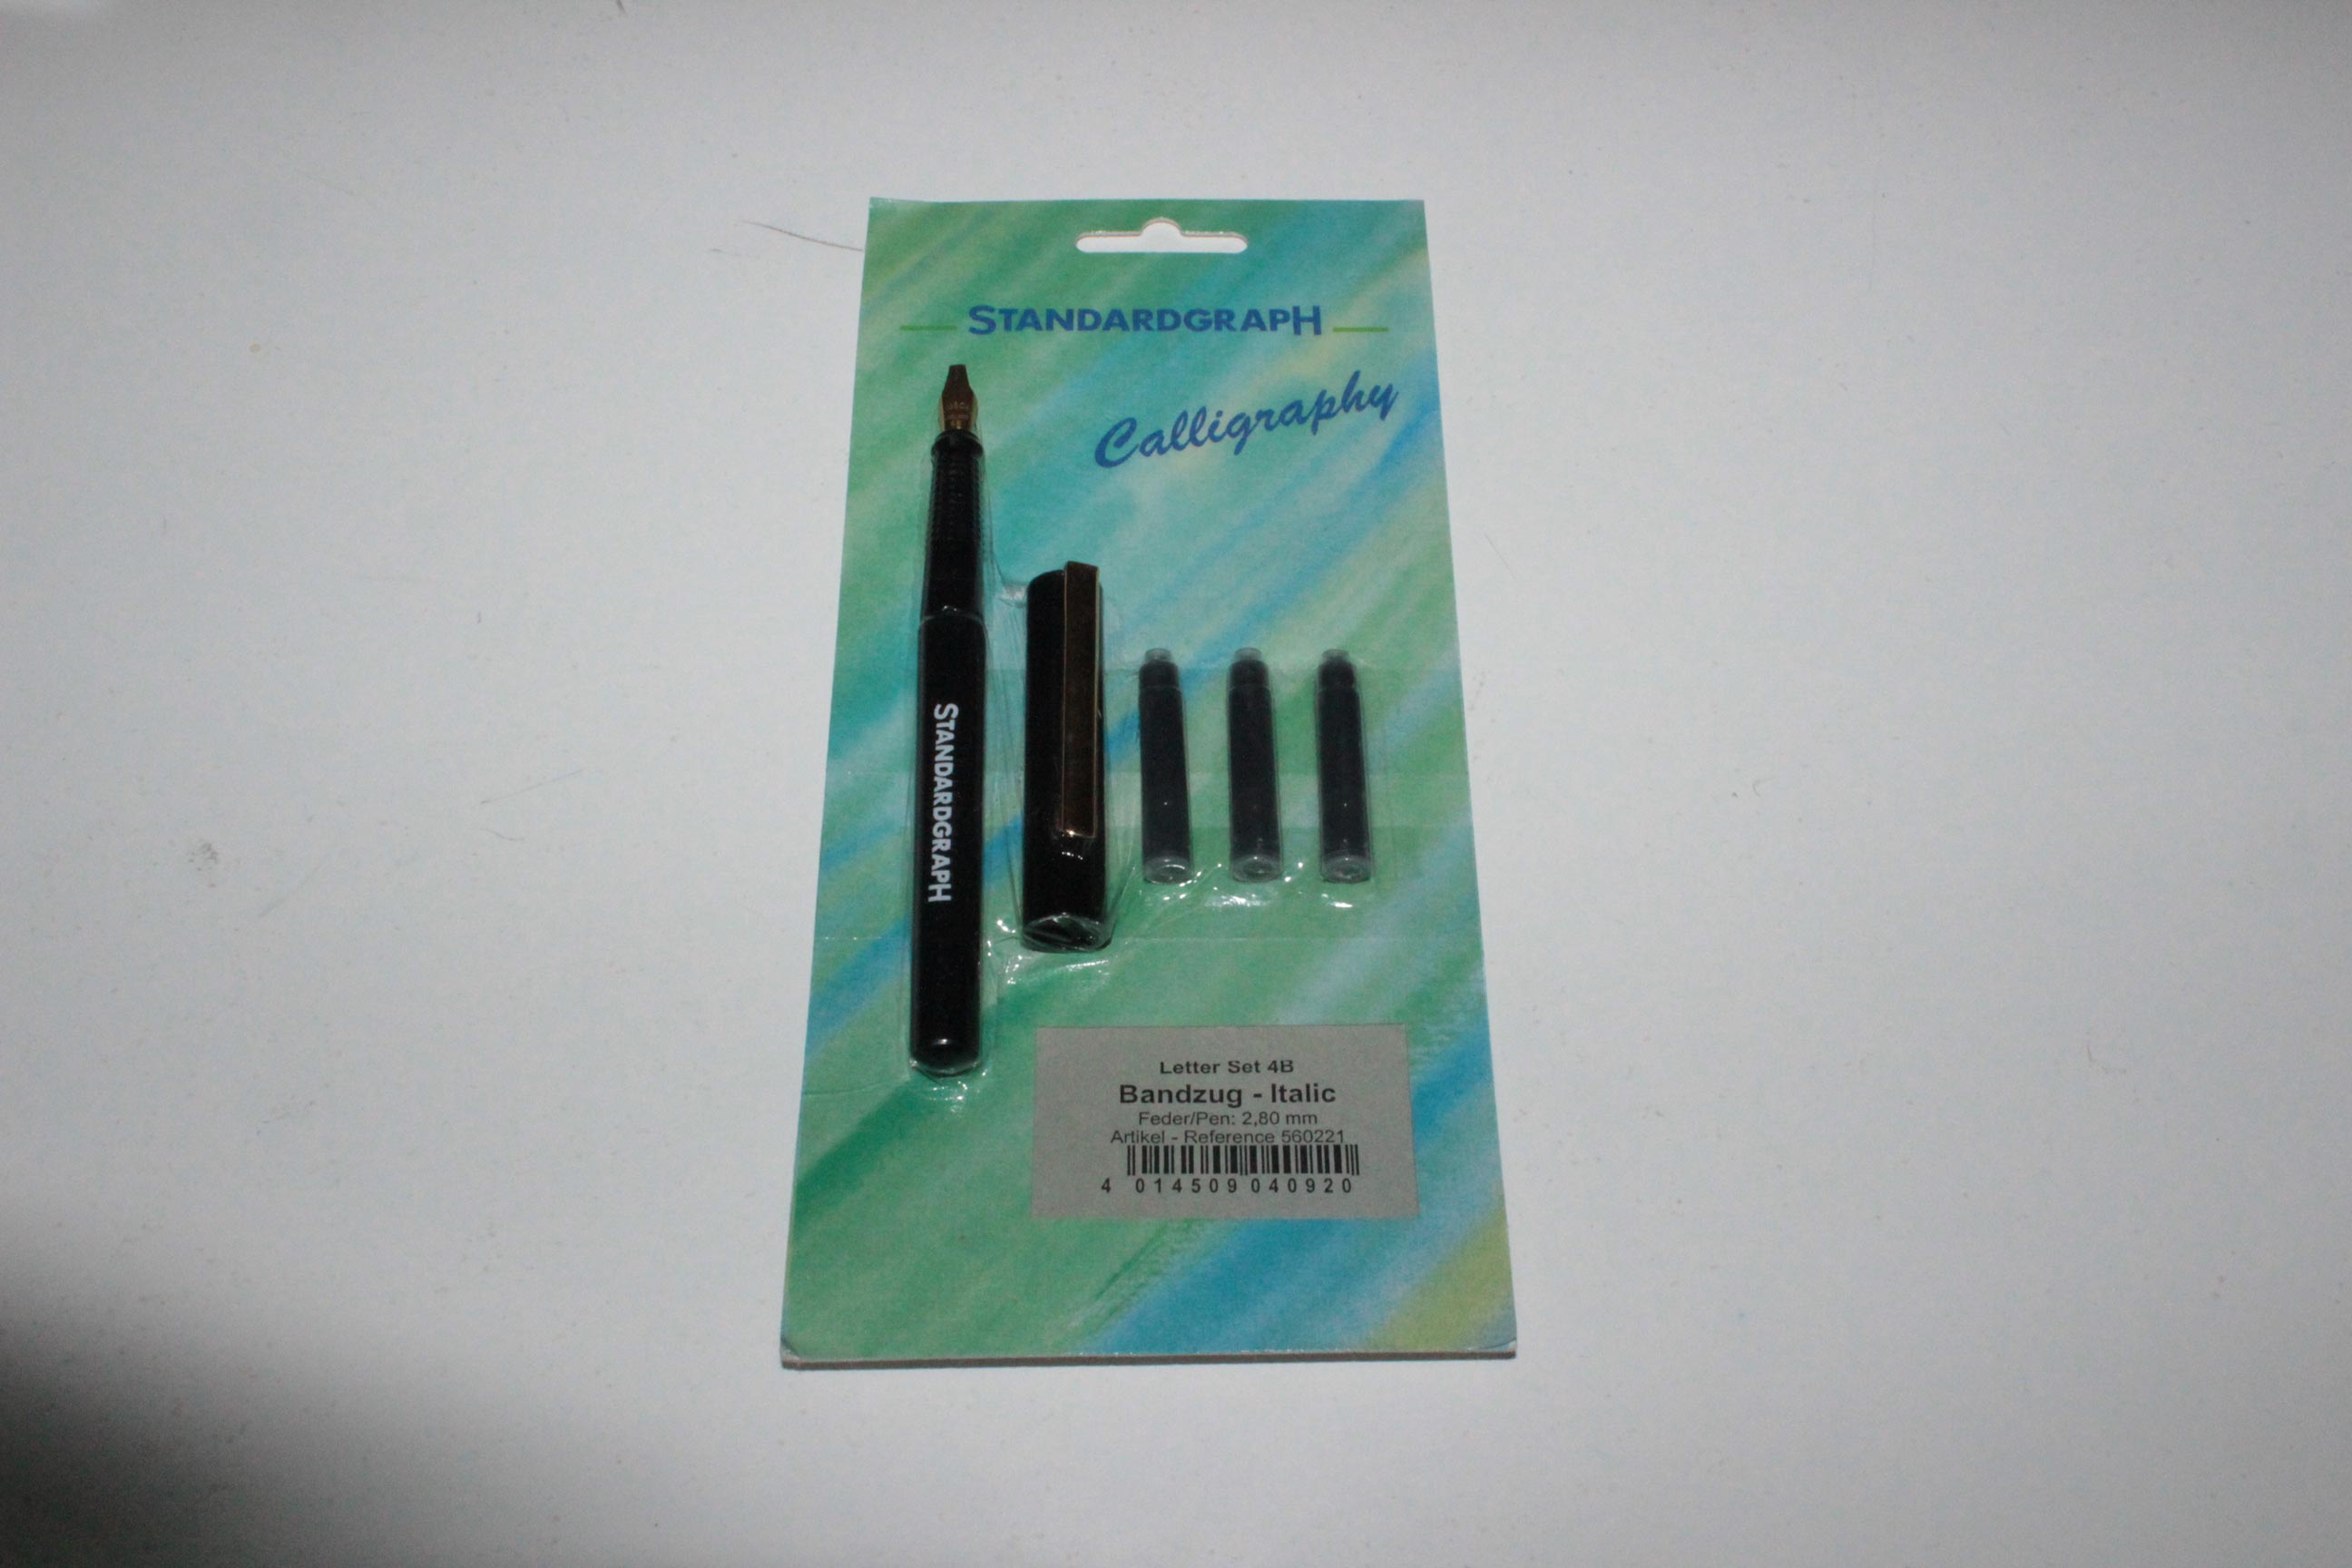 STANDARDGRAPH
Calligraphy
STANDARDGRAPH
Letter Set 4B
Bandzug - Italic
Feder/Pen: 2,80 mm
Artikel - Reference 560221
4 014509 040920